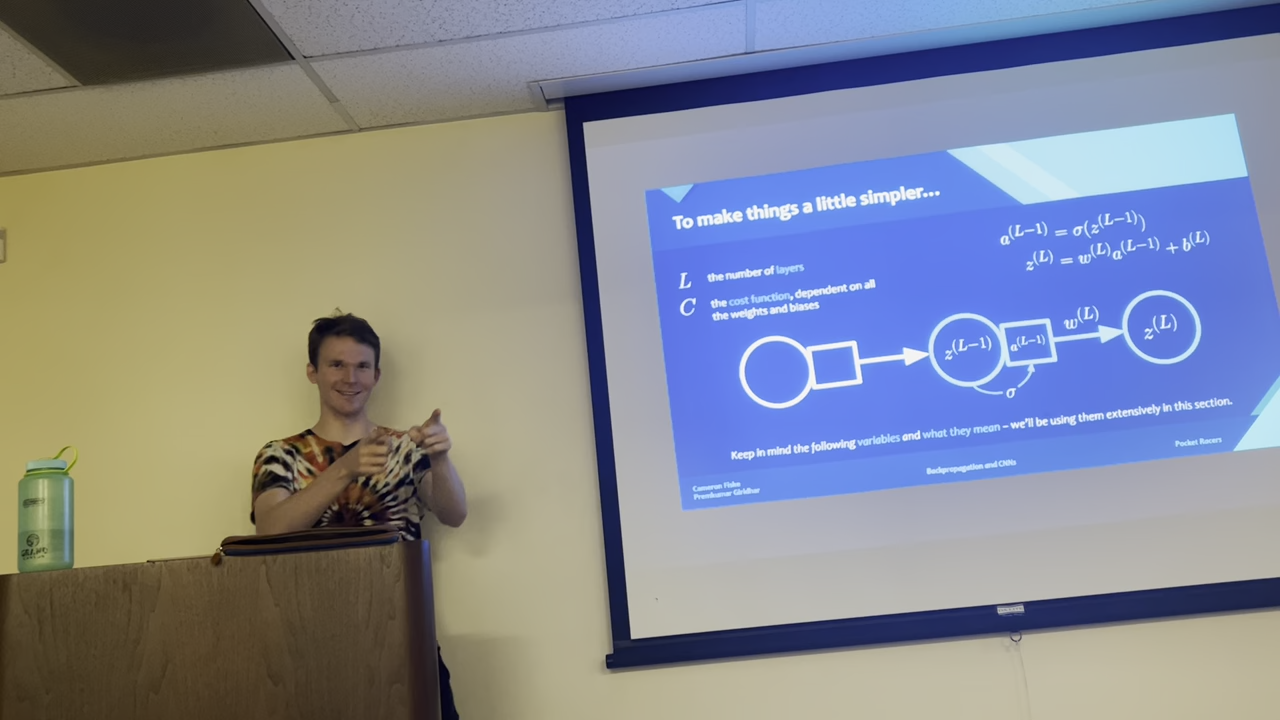 To make things a little simpler...
a^(L-1) = σ(z^(L-1))
z^(L) = w^(L)a^(L-1) + b^(L)
L the number of layers
C the cost function, dependent on all
the weights and biases
z^(L-1) a^(L-1) w^(L) z^(L)
σ
Keep in mind the following variables and what they mean – we'll be using them extensively in this section.
Cameron Fiske
Premkumar Giridhar
Backpropagation and CNNs
Pocket Racers